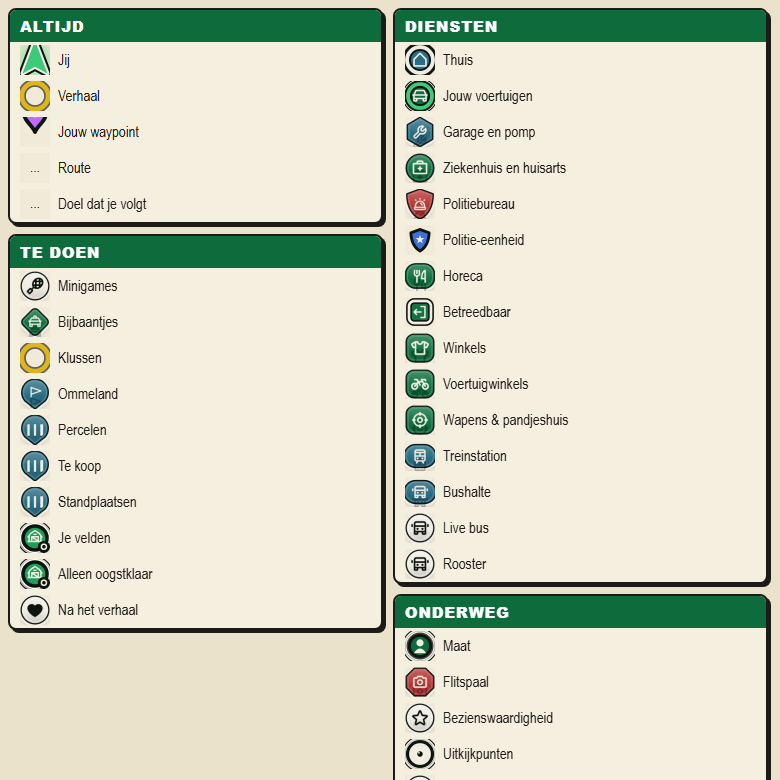 ALTIJD
Jij
Verhaal
Jouw waypoint
... Route
... Doel dat je volgt
TE DOEN
Minigames
Bijbaantjes
Klussen
Ommeland
Percelen
Te koop
Standplaatsen
Je velden
Alleen oogstklaar
Na het verhaal
DIENSTEN
Thuis
Jouw voertuigen
Garage en pomp
Ziekenhuis en huisarts
Politiebureau
Politie-eenheid
Horeca
Betreedbaar
Winkels
Voertuigwinkels
Wapens & pandjeshuis
Treinstation
Bushalte
Live bus
Rooster
ONDERWEG
Maat
Flitspaal
Bezienswaardigheid
Uitkijkpunten